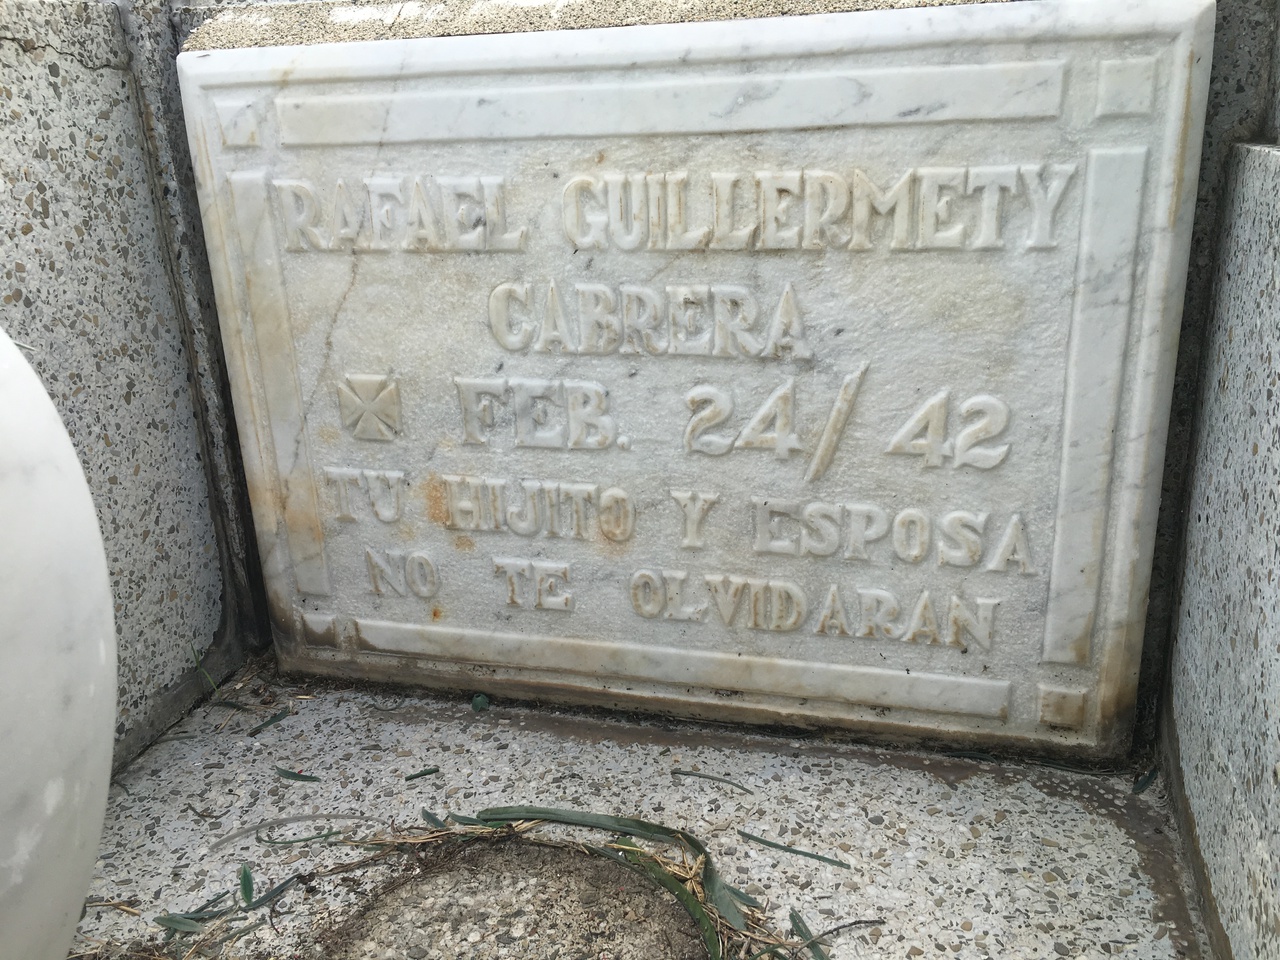 RAFAEL GUILLERMETY
CABRERA
✠ FEB. 24/42
TU HIJITO Y ESPOSA
NO TE OLVIDARAN